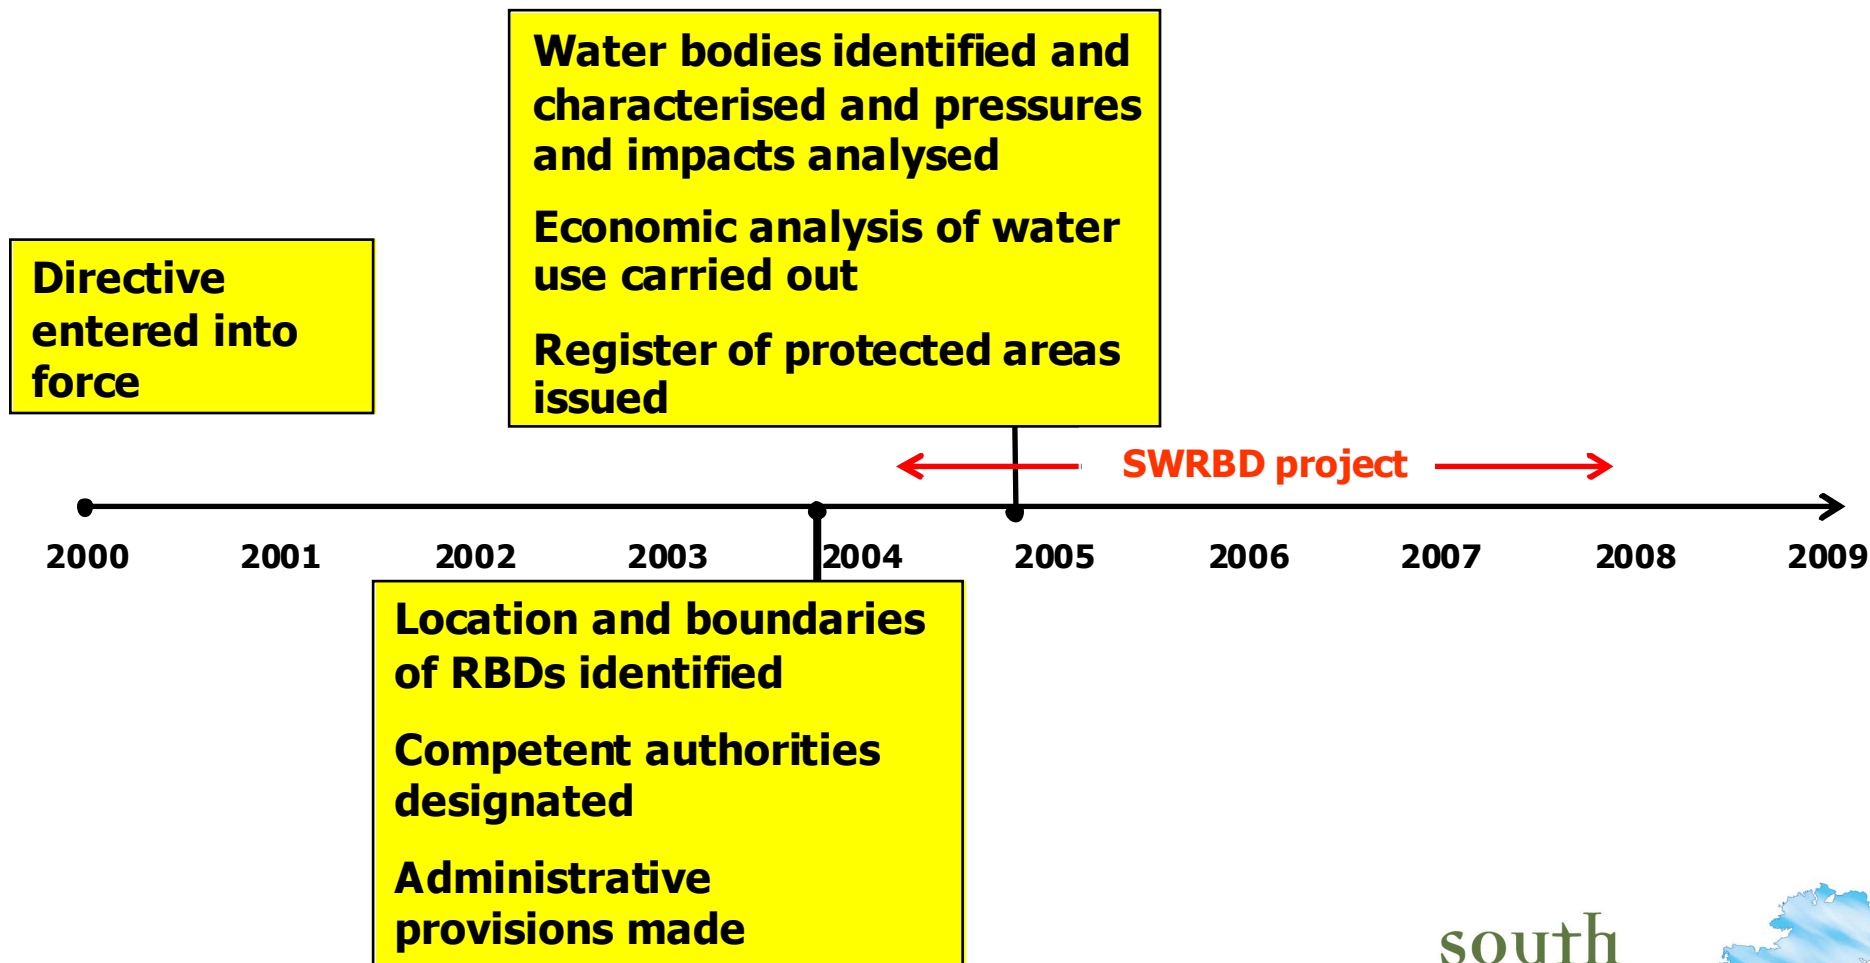 Water bodies identified and
characterised and pressures
and impacts analysed
Economic analysis of water
use carried out
Register of protected areas
issued
Directive
entered into
force
SWRBD project
2000 2001 2002 2003 2004 2005 2006 2007 2008 2009
Location and boundaries
of RBDs identified
Competent authorities
designated
Administrative
provisions made
south